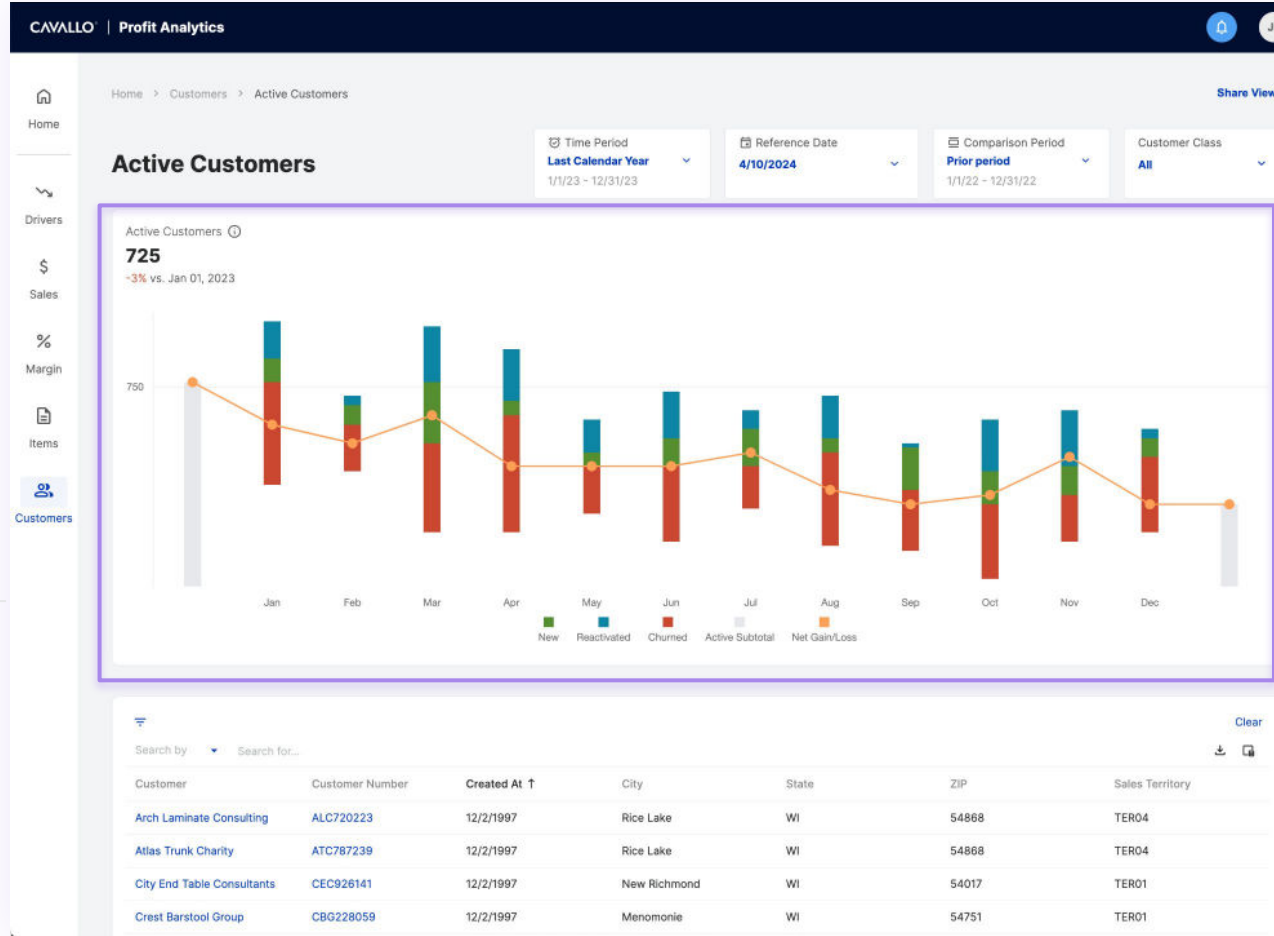 CAVALLO | Profit Analytics
J
Home > Customers > Active Customers
Share View
Home
Drivers
Sales
Margin
Items
Customers
Active Customers
Time Period
Last Calendar Year
1/1/23 - 12/31/23
Reference Date
4/10/2024
Comparison Period
Prior period
1/1/22 - 12/31/22
Customer Class
All
Active Customers
725
-3% vs. Jan 01, 2023
750
Jan Feb Mar Apr May Jun Jul Aug Sep Oct Nov Dec
New Reactivated Churned Active Subtotal Net Gain/Loss
Clear
Search by Search for...
Customer Customer Number Created At ↑ City State ZIP Sales Territory
Arch Laminate Consulting ALC720223 12/2/1997 Rice Lake WI 54868 TER04
Atlas Trunk Charity ATC787239 12/2/1997 Rice Lake WI 54868 TER04
City End Table Consultants CEC926141 12/2/1997 New Richmond WI 54017 TER01
Crest Barstool Group CBG228059 12/2/1997 Menomonie WI 54751 TER01